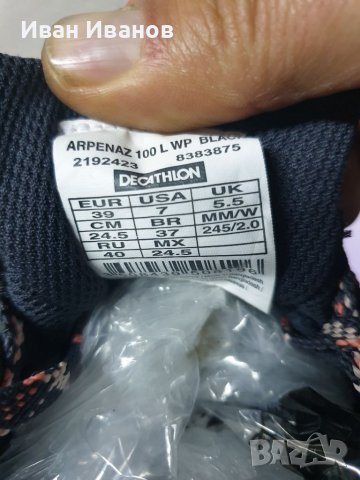 Иван Иванов
ARPENAZ 100 L WP BLACK
2192423 8383875
DECATHLON
EUR USA UK
39 7 5.5
CM BR MM/W
24.5 37 245/2.0
RU MX
40 24.5
BAZAR